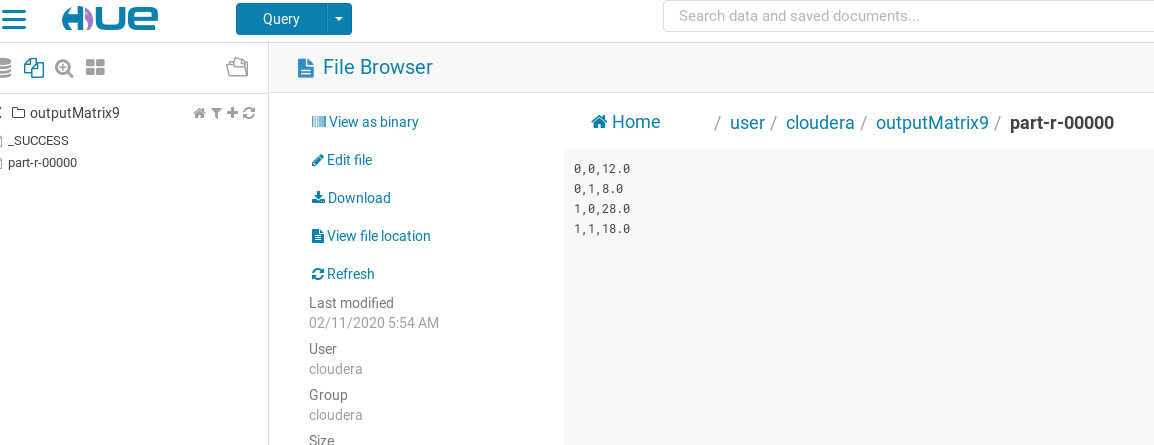 HUE
Query
Search data and saved documents...
File Browser
outputMatrix9
_SUCCESS
part-r-00000
View as binary
Edit file
Download
View file location
Refresh
Last modified
02/11/2020 5:54 AM
User
cloudera
Group
cloudera
Size
Home / user / cloudera / outputMatrix9 / part-r-00000
0,0,12.0
0,1,8.0
1,0,28.0
1,1,18.0